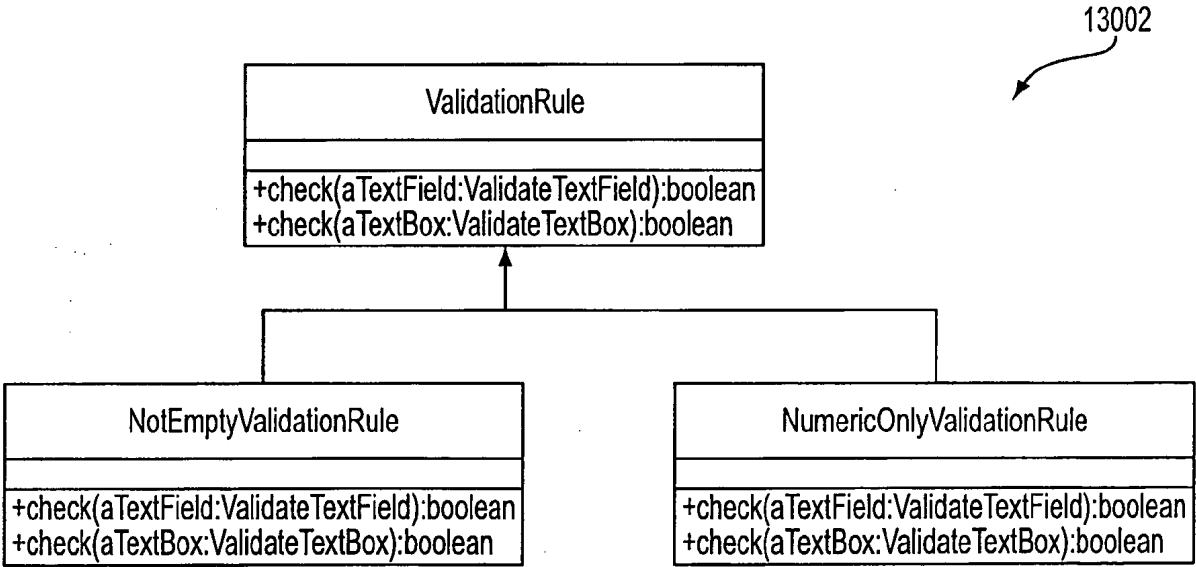 13002
ValidationRule
+check(aTextField:ValidateTextField):boolean
+check(aTextBox:ValidateTextBox):boolean
NotEmptyValidationRule
+check(aTextField:ValidateTextField):boolean
+check(aTextBox:ValidateTextBox):boolean
NumericOnlyValidationRule
+check(aTextField:ValidateTextField):boolean
+check(aTextBox:ValidateTextBox):boolean